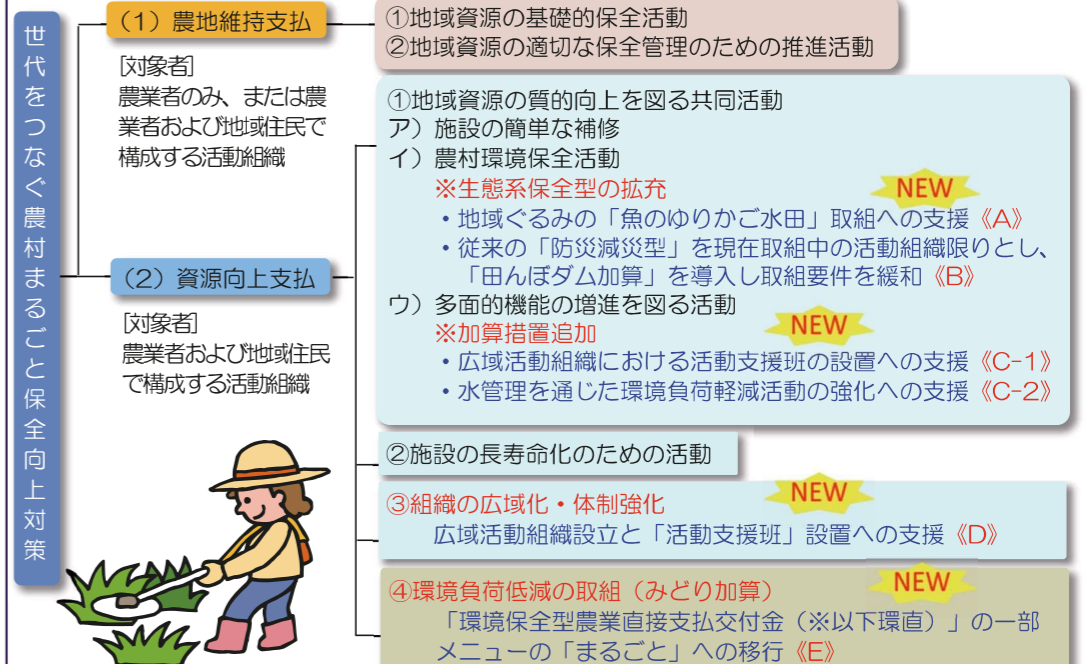 世代をつなぐ農村まるごと保全向上対策
（1）農地維持支払
[対象者]
農業者のみ、または農
業者および地域住民で
構成する活動組織
①地域資源の基礎的保全活動
②地域資源の適切な保全管理のための推進活動
（2）資源向上支払
[対象者]
農業者および地域住民
で構成する活動組織
①地域資源の質的向上を図る共同活動
ア）施設の簡単な補修
イ）農村環境保全活動
※生態系保全型の拡充
NEW
・地域ぐるみの「魚のゆりかご水田」取組への支援《A》
・従来の「防災減災型」を現在取組中の活動組織限りとし、
「田んぼダム加算」を導入し取組要件を緩和《B》
ウ）多面的機能の増進を図る活動
※加算措置追加
NEW
・広域活動組織における活動支援班の設置への支援《C-1》
・水管理を通じた環境負荷軽減活動の強化への支援《C-2》
②施設の長寿命化のための活動
③組織の広域化・体制強化
NEW
広域活動組織設立と「活動支援班」設置への支援《D》
④環境負荷低減の取組（みどり加算）
NEW
「環境保全型農業直接支払交付金（※以下環直）」の一部
メニューの「まるごと」への移行《E》